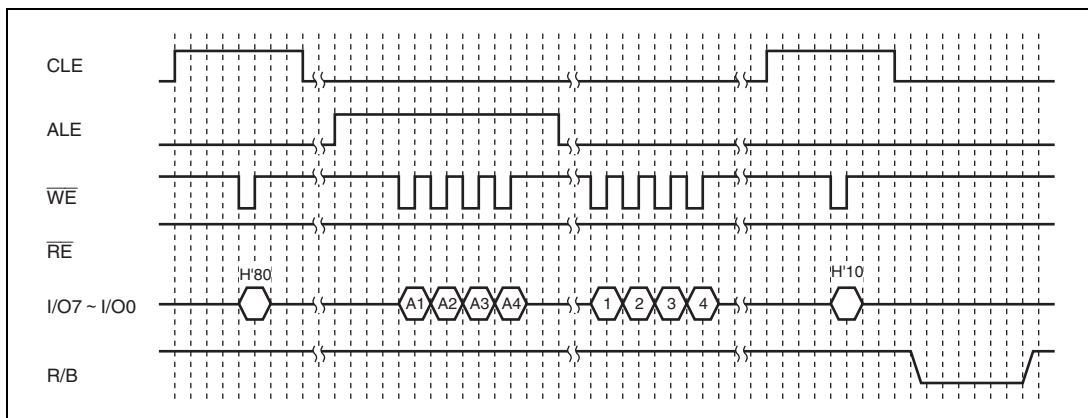 CLE
ALE
WE
RE
H'80
H'10
I/O7 ~ I/O0
A1 A2 A3 A4
1 2 3 4
R/B